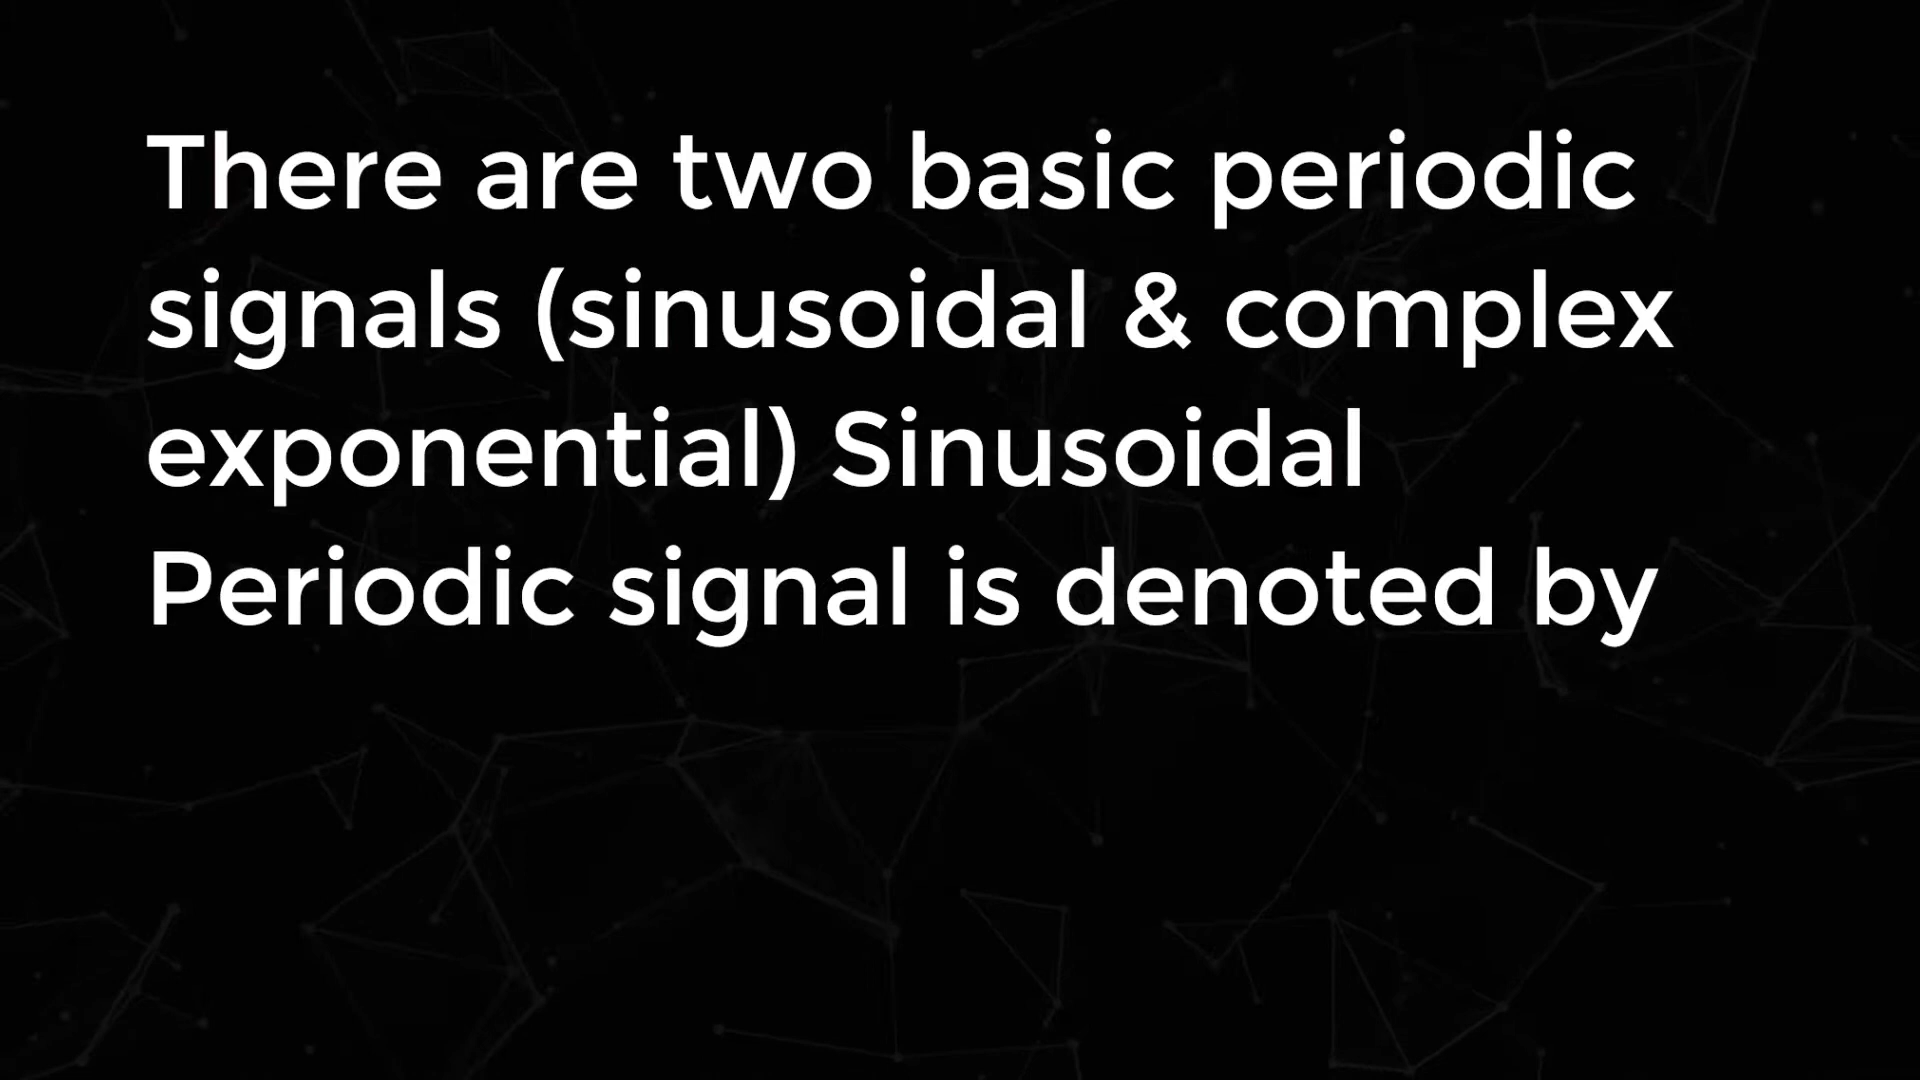 There are two basic periodic
signals (sinusoidal & complex
exponential) Sinusoidal
Periodic signal is denoted by